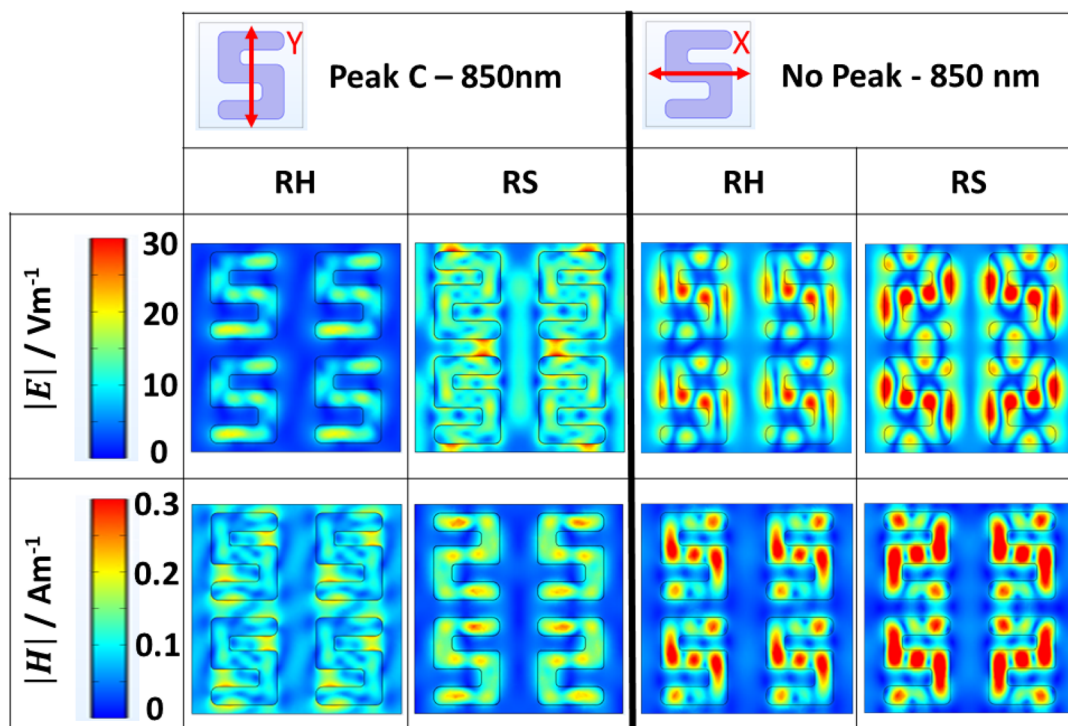 Y
Peak C – 850nm
X
No Peak - 850 nm
RH
RS
RH
RS
|E| / Vm⁻¹
30
20
10
0
|H| / Am⁻¹
0.3
0.2
0.1
0